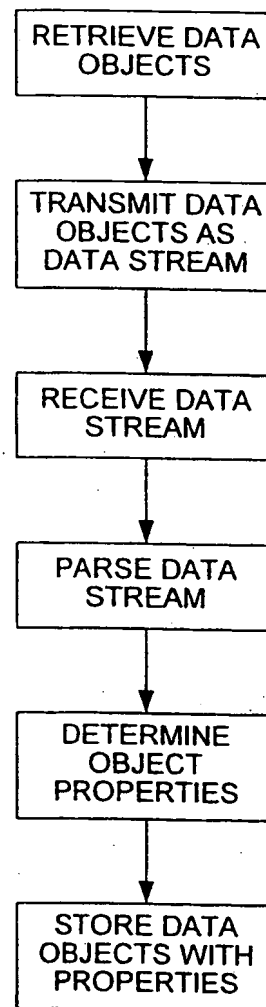 RETRIEVE DATA
OBJECTS
TRANSMIT DATA
OBJECTS AS
DATA STREAM
RECEIVE DATA
STREAM
PARSE DATA
STREAM
DETERMINE
OBJECT
PROPERTIES
STORE DATA
OBJECTS WITH
PROPERTIES